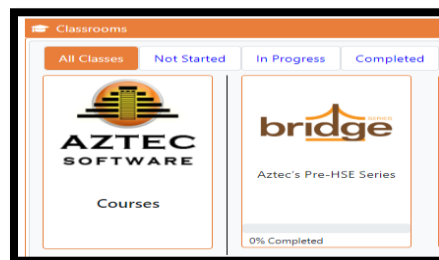 Classrooms
All Classes Not Started In Progress Completed
AZTEC
SOFTWARE
Courses
bridge
SERIES
Aztec's Pre-HSE Series
0% Completed